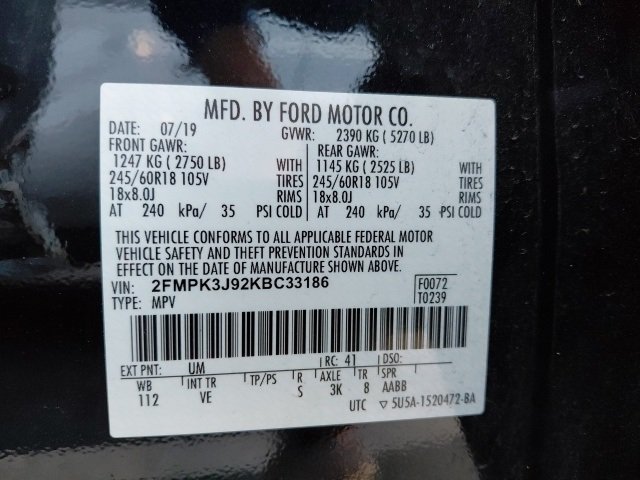 MFD. BY FORD MOTOR CO.
DATE: 07/19 GVWR: 2390 KG ( 5270 LB)
FRONT GAWR: REAR GAWR:
1247 KG ( 2750 LB) WITH 1145 KG ( 2525 LB) WITH
245/60R18 105V TIRES 245/60R18 105V TIRES
18x8.0J RIMS 18x8.0J RIMS
AT 240 kPa/ 35 PSI COLD AT 240 kPa/ 35 PSI COLD
THIS VEHICLE CONFORMS TO ALL APPLICABLE FEDERAL MOTOR
VEHICLE SAFETY AND THEFT PREVENTION STANDARDS IN
EFFECT ON THE DATE OF MANUFACTURE SHOWN ABOVE.
VIN: 2FMPK3J92KBC33186 F0072
TYPE: MPV T0239
EXT PNT: UM RC: 41 DSO:
WB INT TR TP/PS R AXLE TR SPR
112 VE S 3K 8 AABB
UTC ▽ 5U5A-1520472-BA